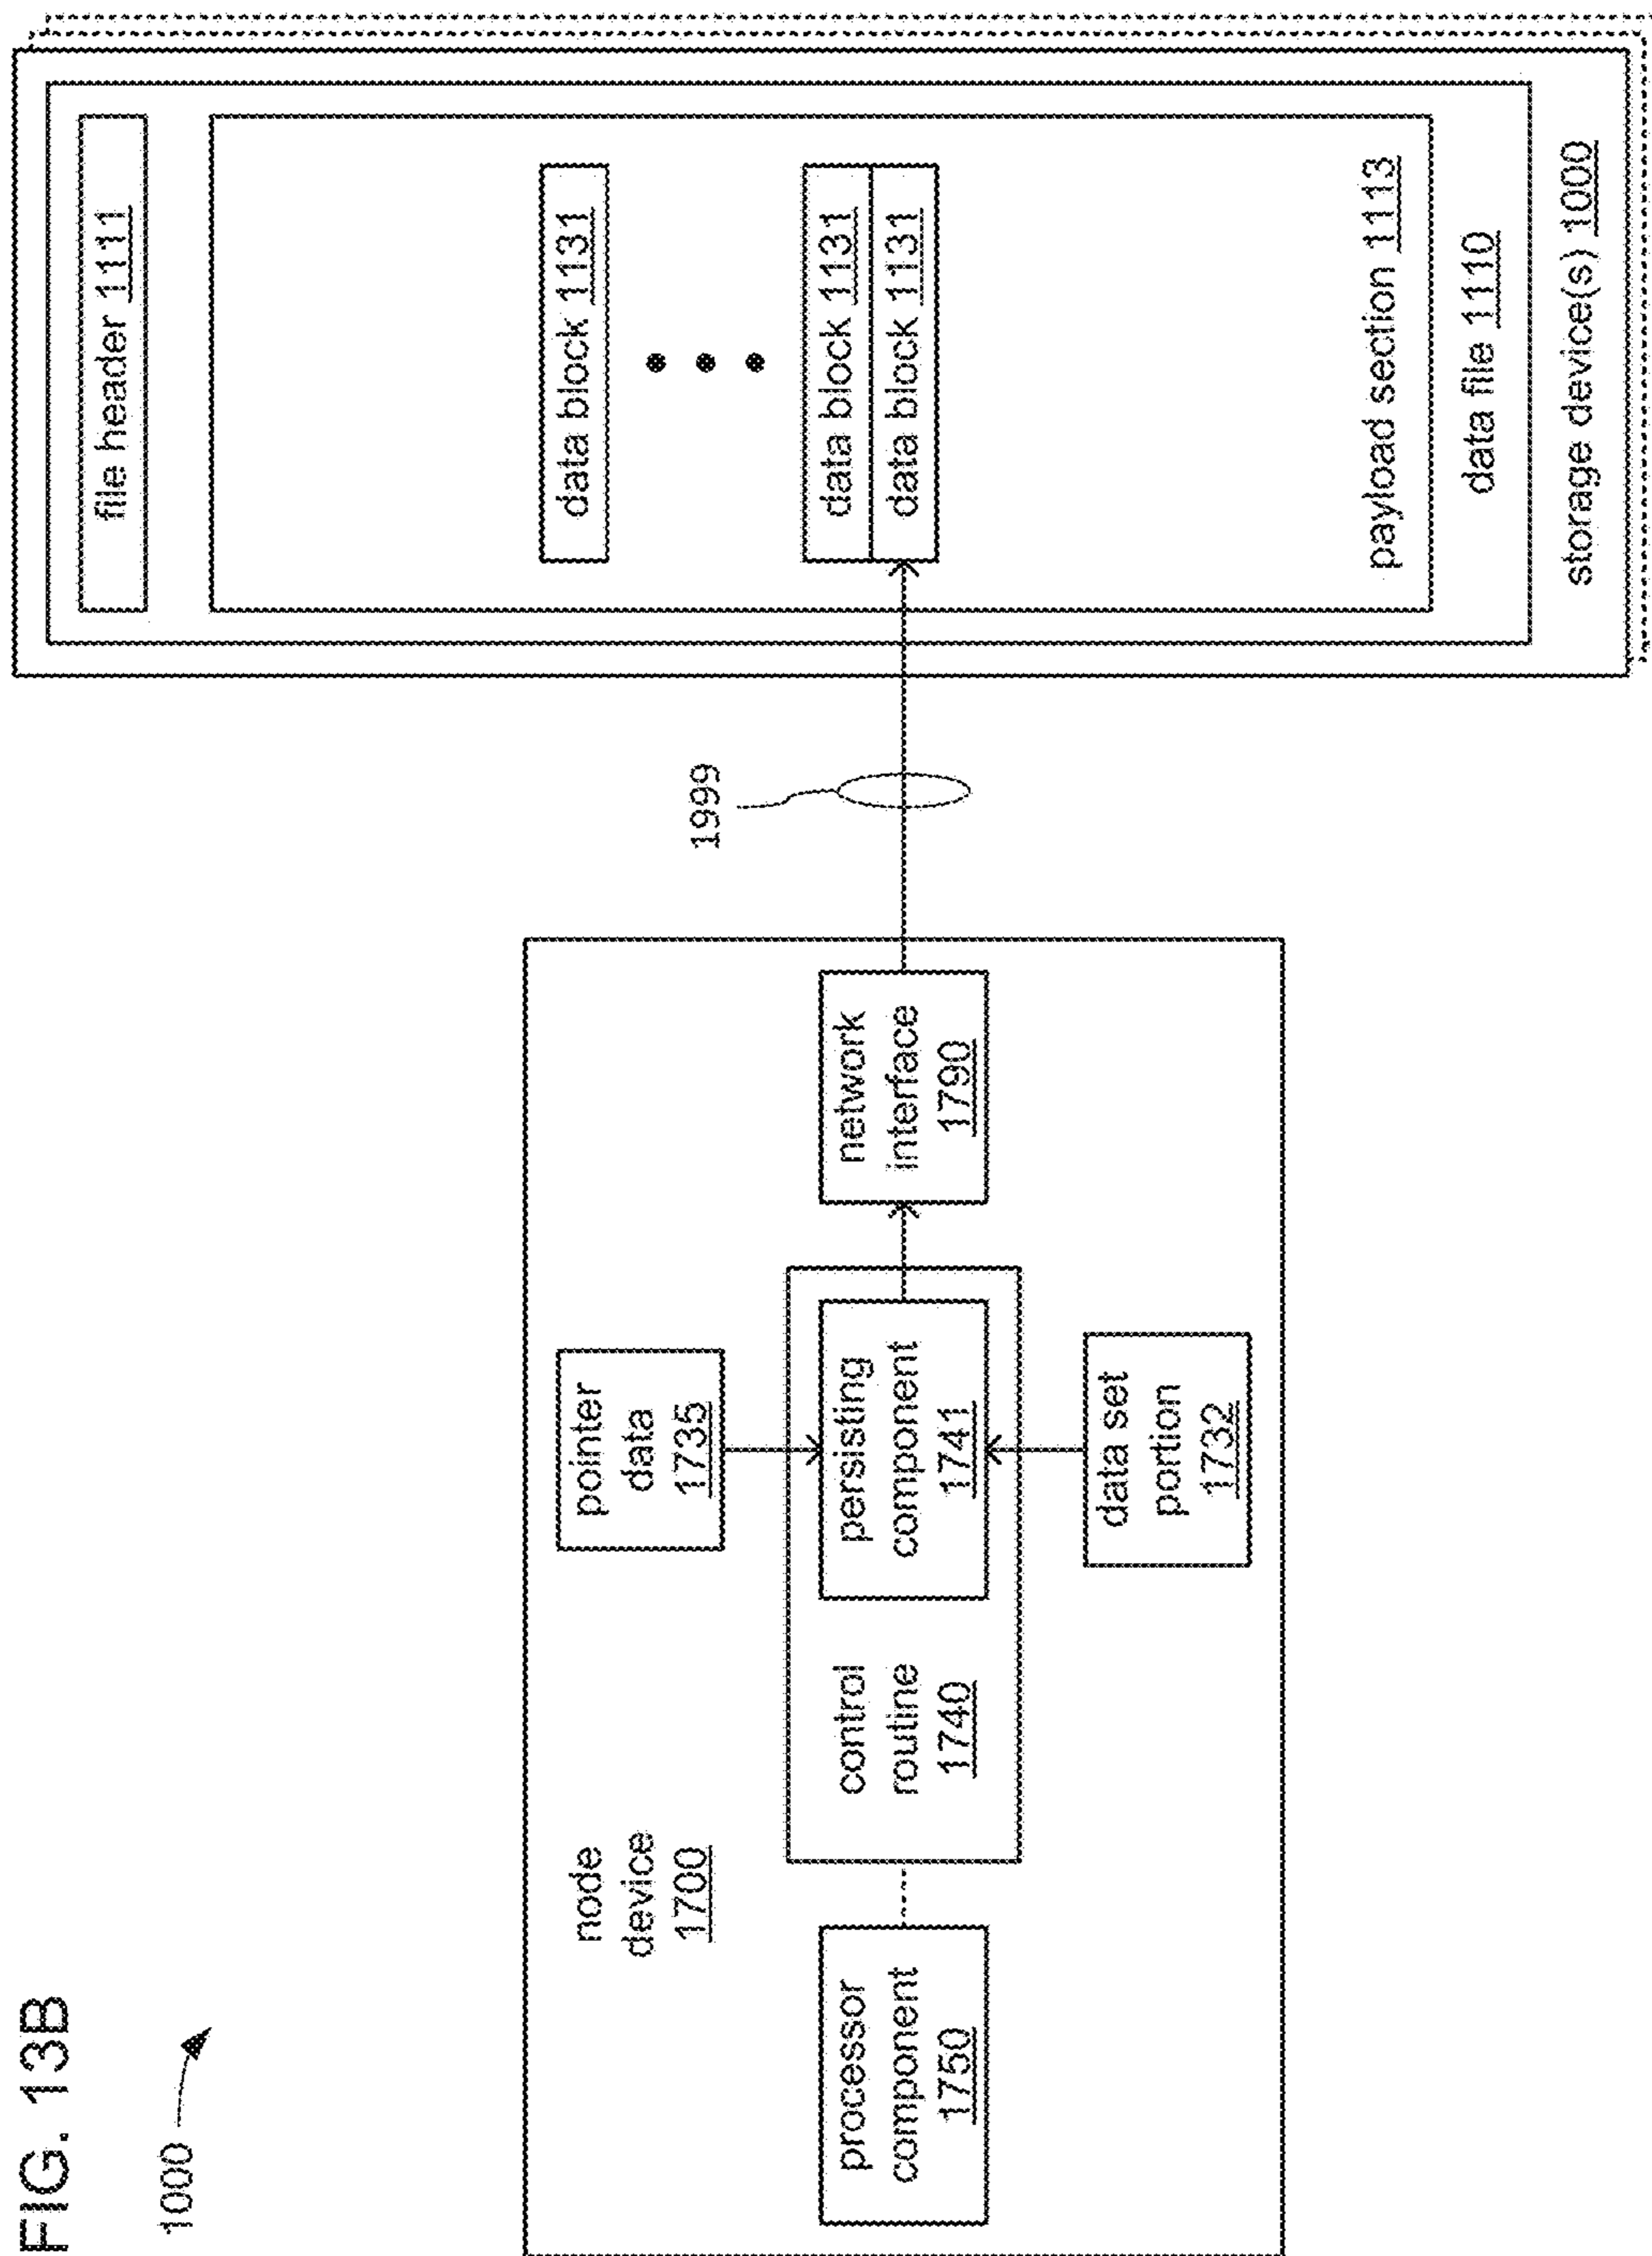 FIG. 13B
1000
node
device
1700
processor
component
1750
control
routine
1740
pointer
data
1735
persisting
component
1741
data set
portion
1732
network
interface
1790
1999
file header 1111
data block 1131
data block 1131
data block 1131
payload section 1113
data file 1110
storage device(s) 1000